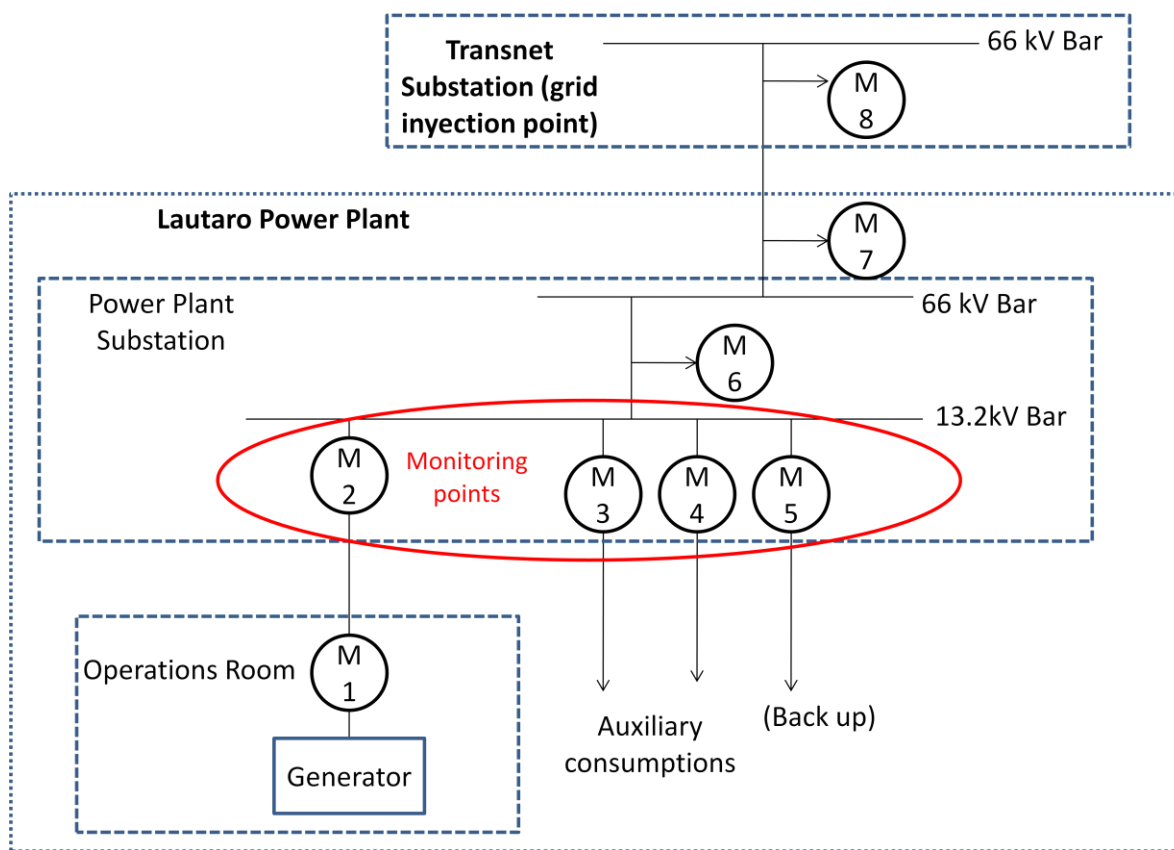 Transnet
Substation (grid
inyection point)
66 kV Bar
M
8
Lautaro Power Plant
M
7
Power Plant
Substation
66 kV Bar
M
6
13.2kV Bar
M
2
Monitoring
points
M
3
M
4
M
5
Operations Room
M
1
Generator
Auxiliary
consumptions
(Back up)